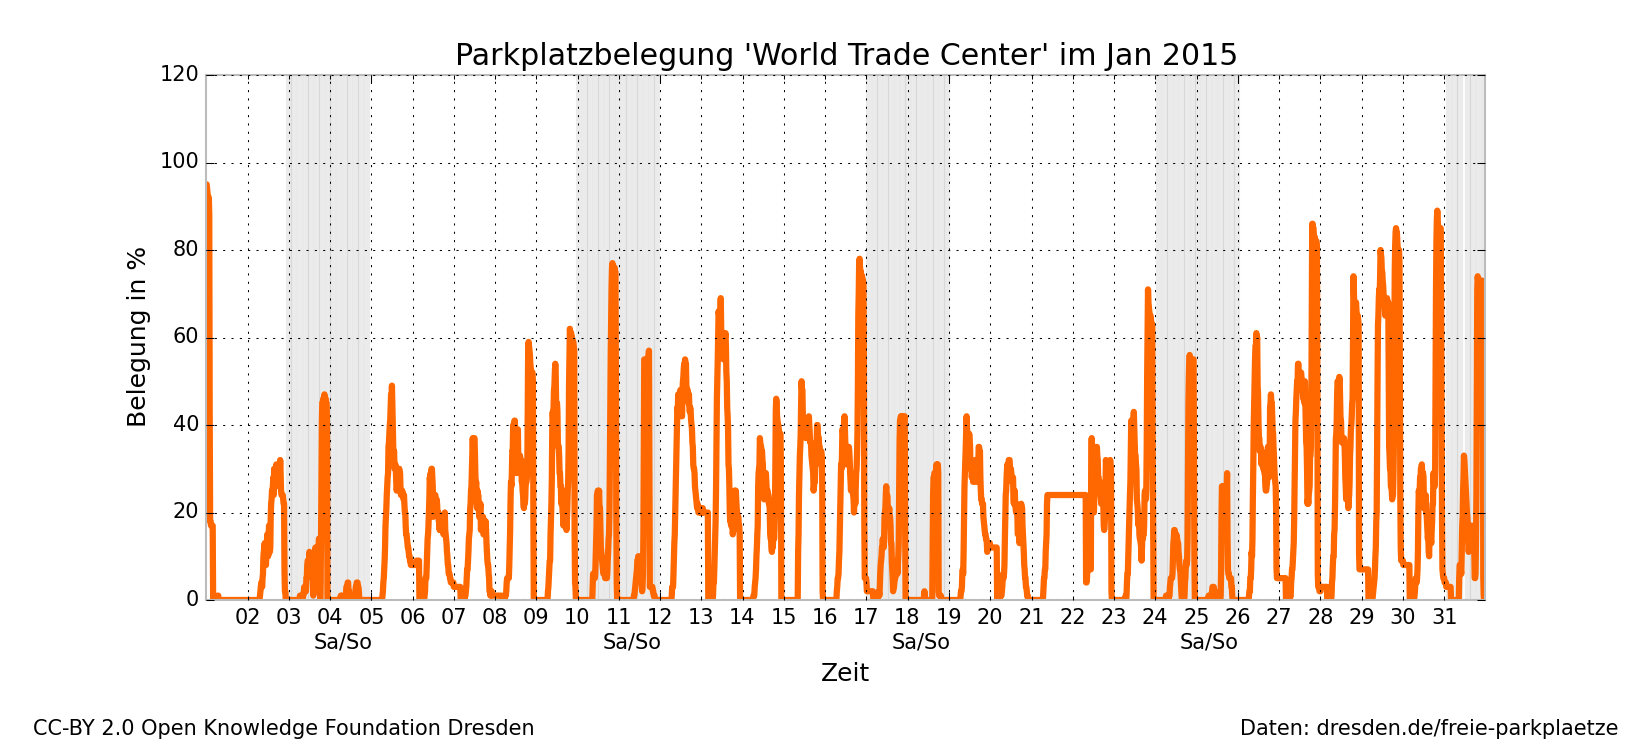 Parkplatzbelegung 'World Trade Center' im Jan 2015
120
100
80
60
40
20
0
Belegung in %
02 03 04 05 06 07 08 09 10 11 12 13 14 15 16 17 18 19 20 21 22 23 24 25 26 27 28 29 30 31
Sa/So Sa/So Sa/So Sa/So
Zeit
CC-BY 2.0 Open Knowledge Foundation Dresden
Daten: dresden.de/freie-parkplaetze